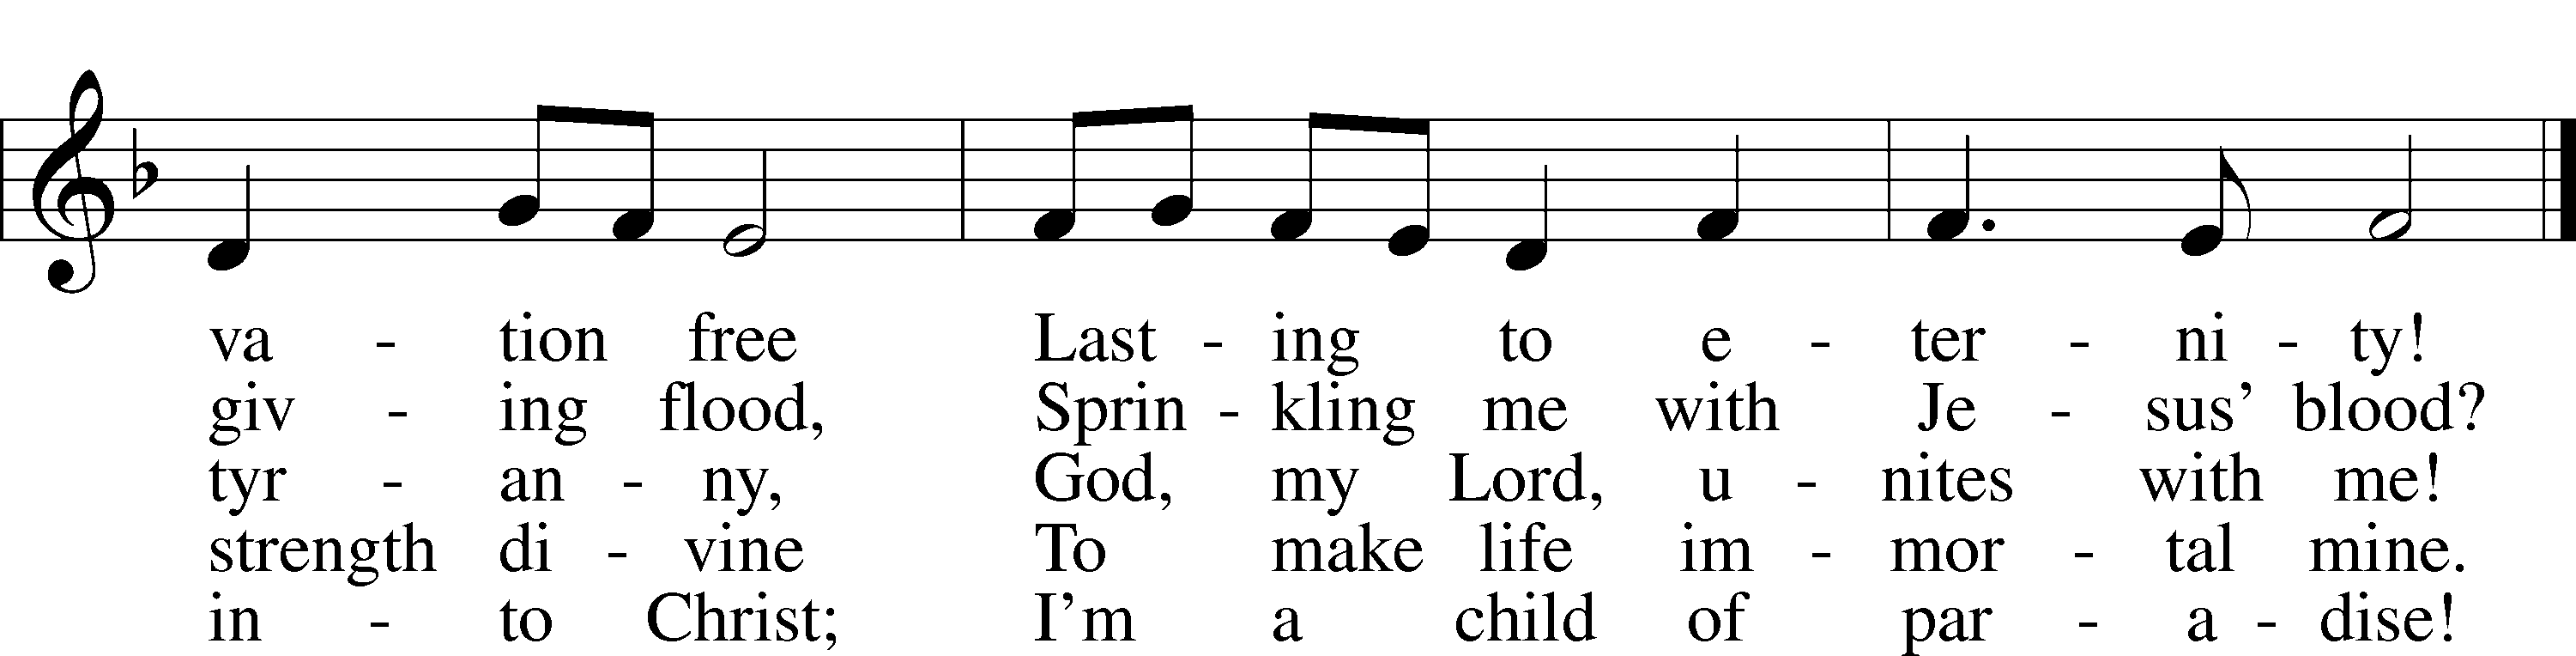 va - tion free Last - ing to e - ter - ni - ty!
giv - ing flood, Sprin - kling me with Je - sus’ blood?
tyr - an - ny, God, my Lord, u - nites with me!
strength di - vine To make life im - mor - tal mine.
in - to Christ; I’m a child of par - a - dise!